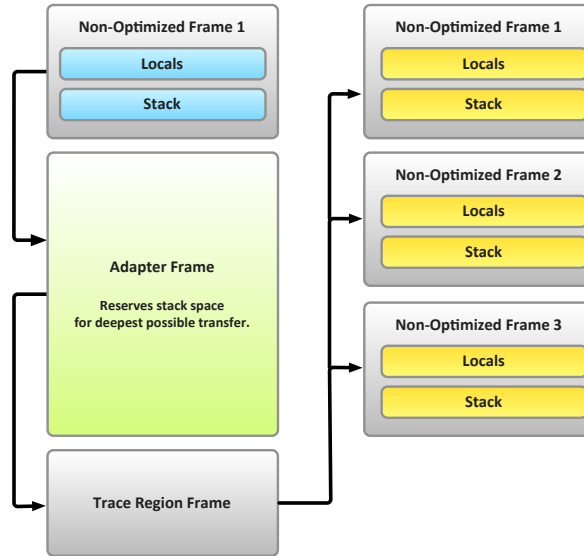 Non-Optimized Frame 1
Locals
Stack
Adapter Frame
Reserves stack space
for deepest possible transfer.
Trace Region Frame
Non-Optimized Frame 1
Locals
Stack
Non-Optimized Frame 2
Locals
Stack
Non-Optimized Frame 3
Locals
Stack